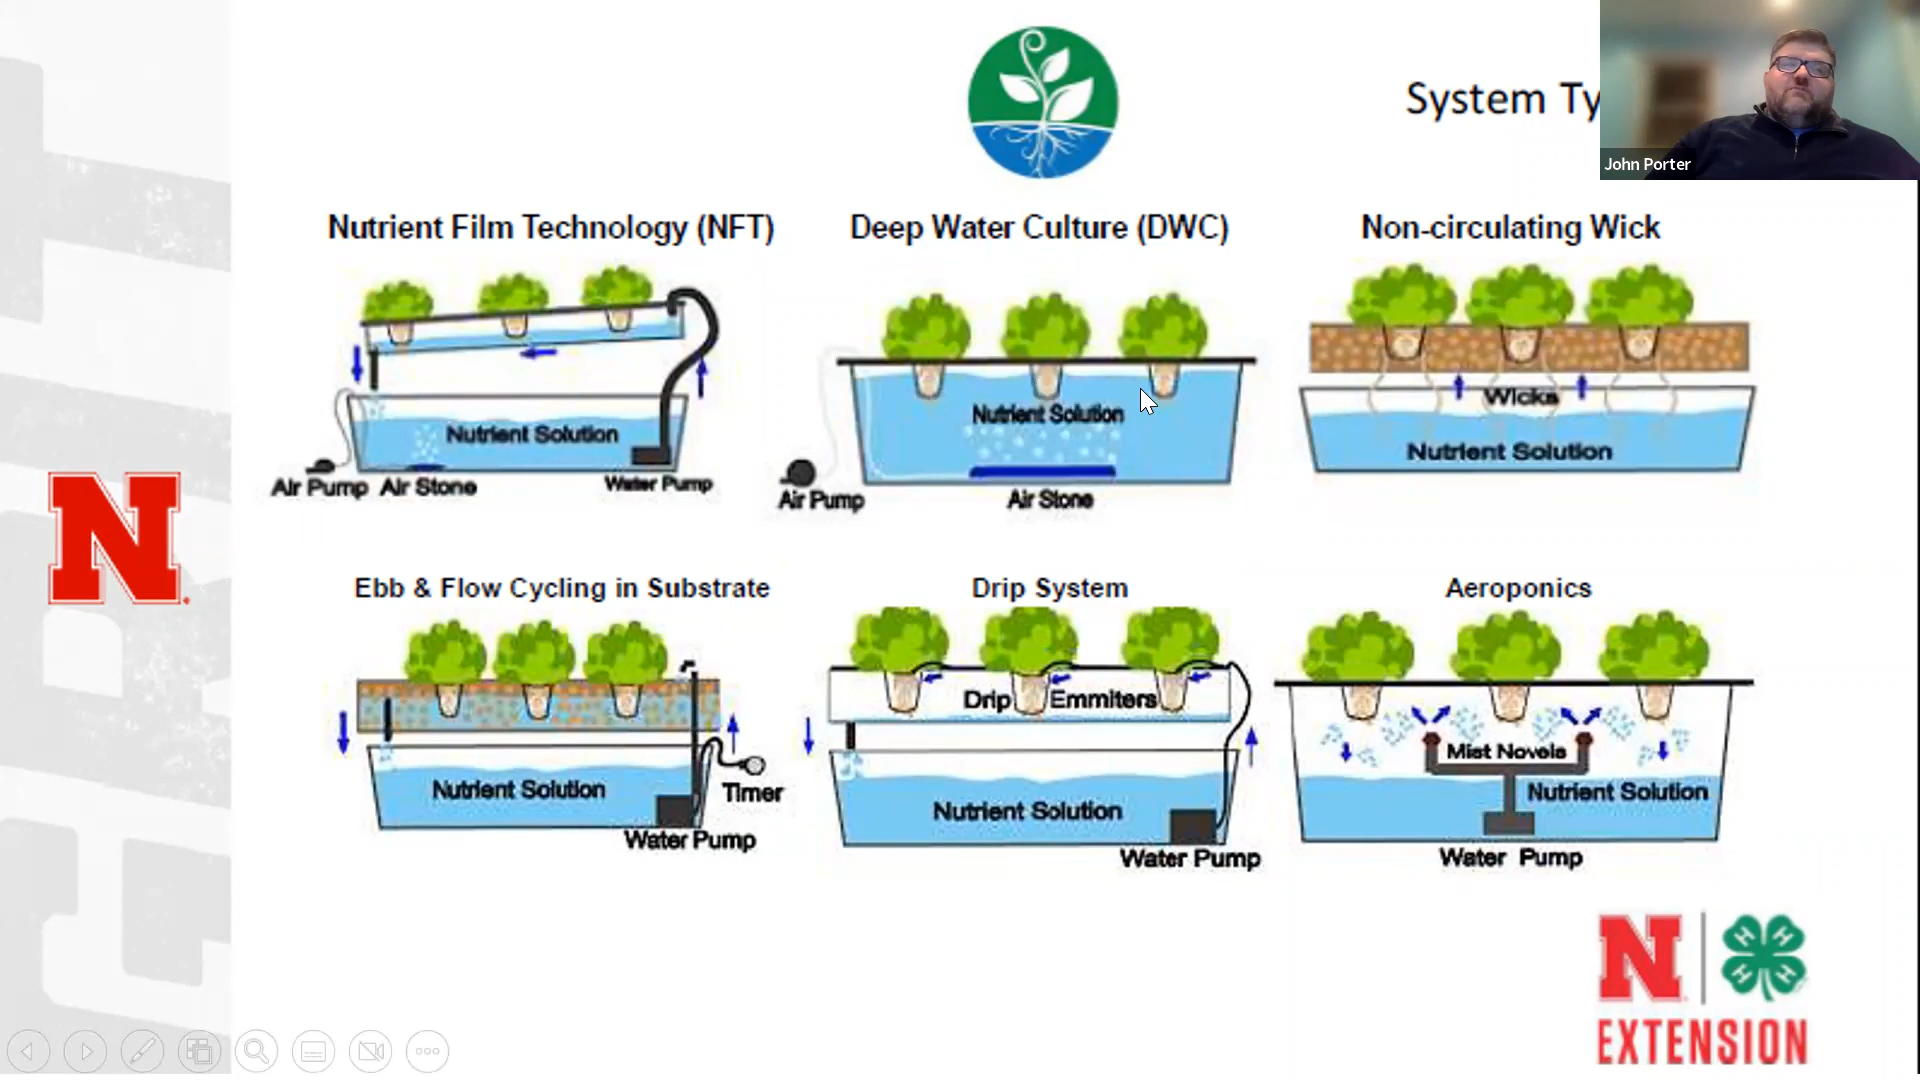 System Ty
John Porter
Nutrient Film Technology (NFT)
Deep Water Culture (DWC)
Non-circulating Wick
Nutrient Solution
Air Pump Air Stone
Water Pump
Nutrient Solution
Air Pump
Air Stone
Wicks
Nutrient Solution
N
Ebb & Flow Cycling in Substrate
Drip System
Aeroponics
Nutrient Solution
Timer
Water Pump
Drip Emmiters
Nutrient Solution
Water Pump
Mist Novels
Nutrient Solution
Water Pump
N
H H H H
EXTENSION